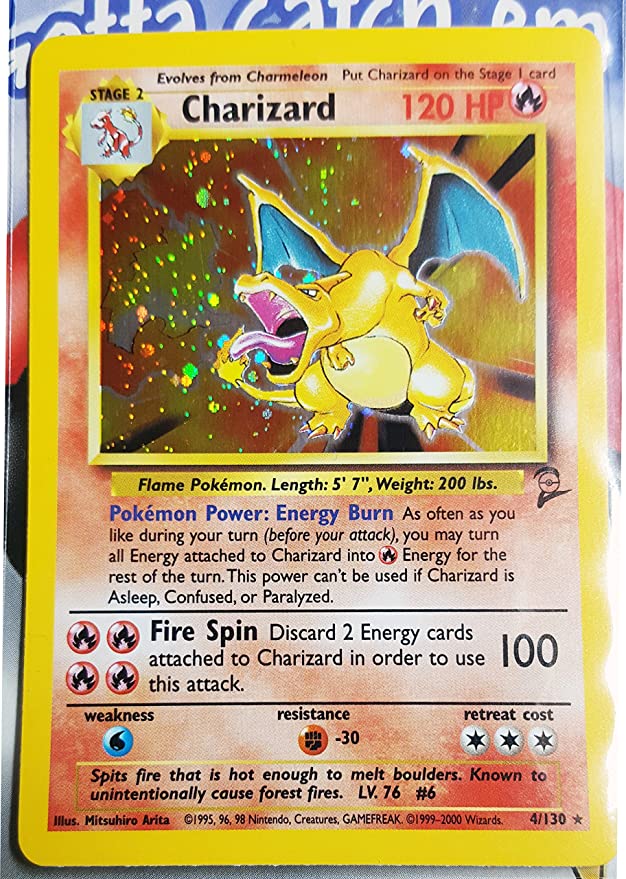 Gotta catch 'em
Evolves from Charmeleon Put Charizard on the Stage 1 card
STAGE 2
Charizard 120 HP
Flame Pokémon. Length: 5' 7", Weight: 200 lbs.
Pokémon Power: Energy Burn As often as you
like during your turn (before your attack), you may turn
all Energy attached to Charizard into Energy for the
rest of the turn. This power can't be used if Charizard is
Asleep, Confused, or Paralyzed.
Fire Spin Discard 2 Energy cards
attached to Charizard in order to use 100
this attack.
weakness resistance retreat cost
-30
Spits fire that is hot enough to melt boulders. Known to
unintentionally cause forest fires. LV. 76 #6
Illus. Mitsuhiro Arita ©1995, 96, 98 Nintendo, Creatures, GAMEFREAK. ©1999-2000 Wizards. 4/130 ★